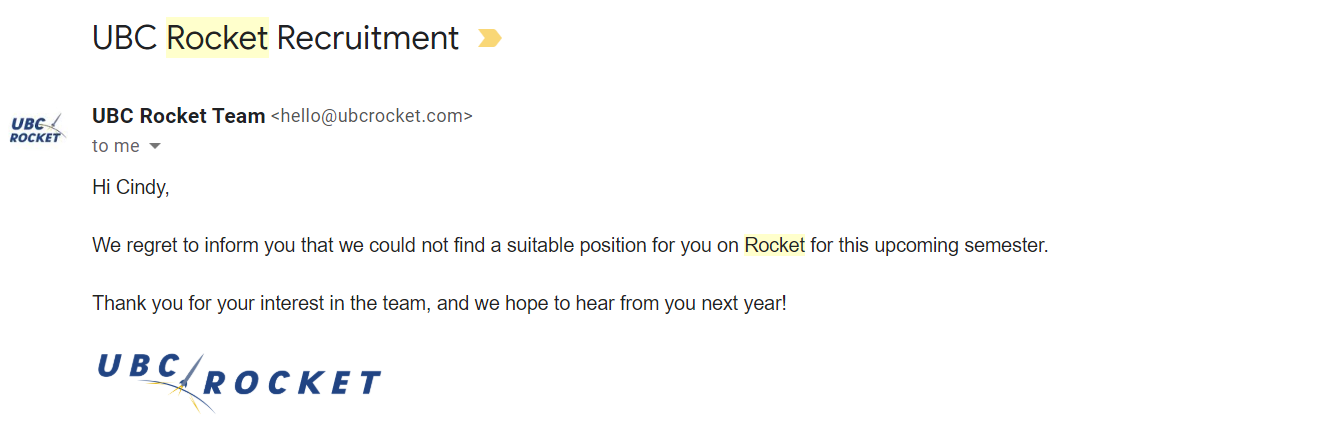 UBC Rocket Recruitment
UBC ROCKET
UBC Rocket Team <hello@ubcrocket.com>
to me
Hi Cindy,
We regret to inform you that we could not find a suitable position for you on Rocket for this upcoming semester.
Thank you for your interest in the team, and we hope to hear from you next year!
UBC ROCKET